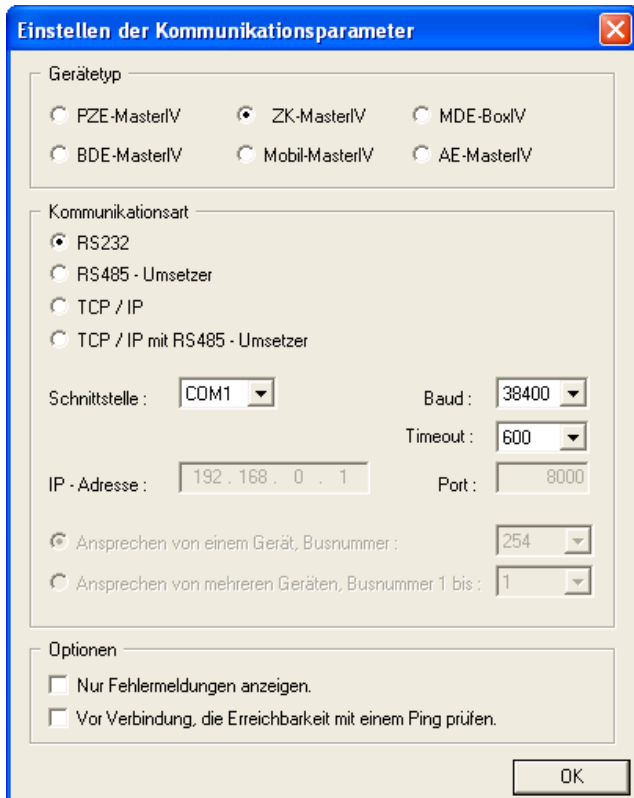 Einstellen der Kommunikationsparameter
Gerätetyp
PZE-MasterIV ZK-MasterIV MDE-BoxIV
BDE-MasterIV Mobil-MasterIV AE-MasterIV
Kommunikationsart
RS232
RS485 - Umsetzer
TCP / IP
TCP / IP mit RS485 - Umsetzer
Schnittstelle : COM1 Baud : 38400
Timeout : 600
IP - Adresse : 192 . 168 . 0 . 1 Port : 8000
Ansprechen von einem Gerät, Busnummer : 254
Ansprechen von mehreren Geräten, Busnummer 1 bis : 1
Optionen
Nur Fehlermeldungen anzeigen.
Vor Verbindung, die Erreichbarkeit mit einem Ping prüfen.
OK